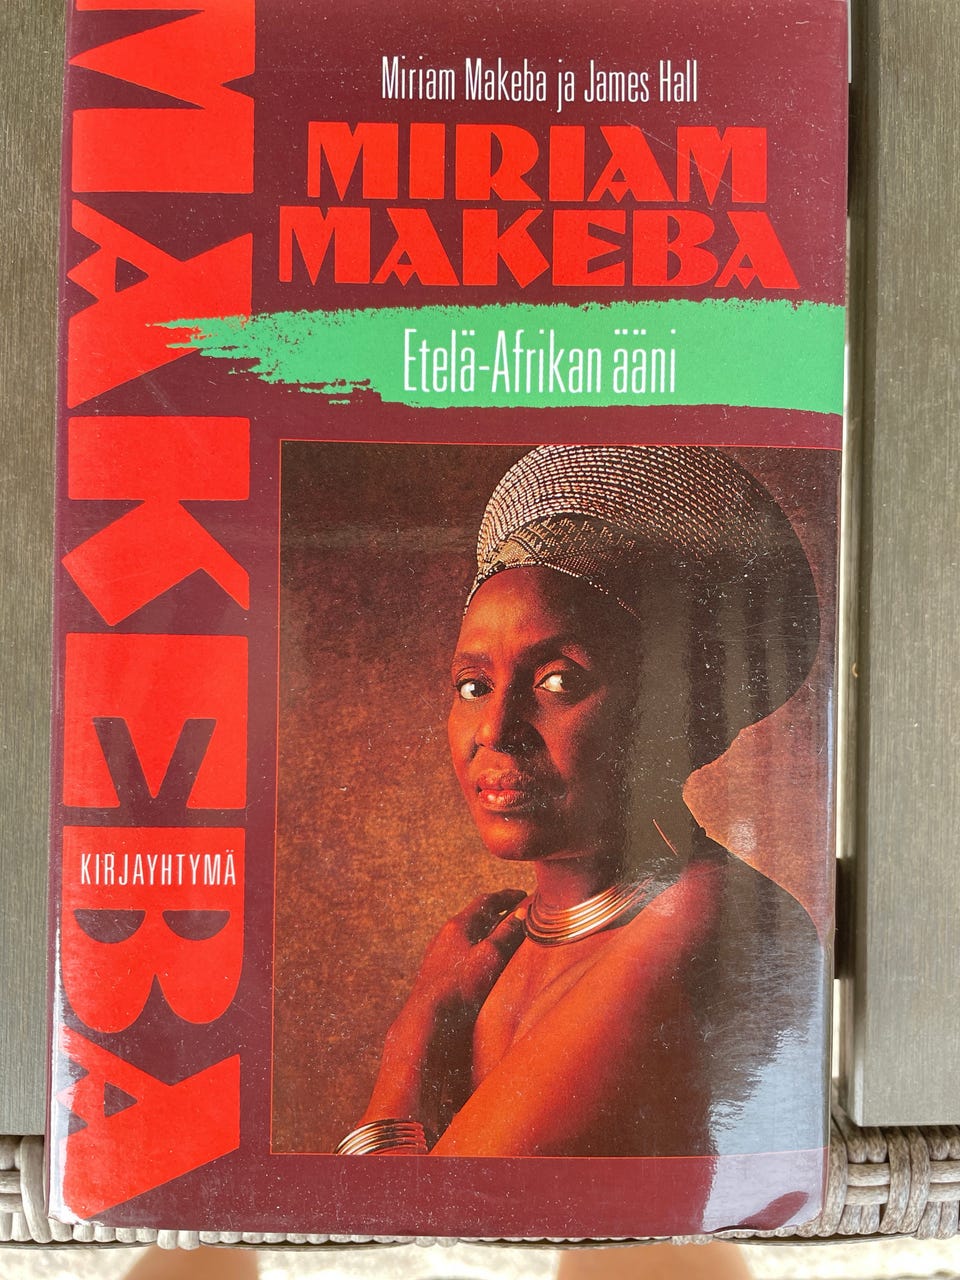 Miriam Makeba ja James Hall
MIRIAM
MAKEBA
Etelä-Afrikan ääni
MAKEBA
KIRJAYHTYMÄ